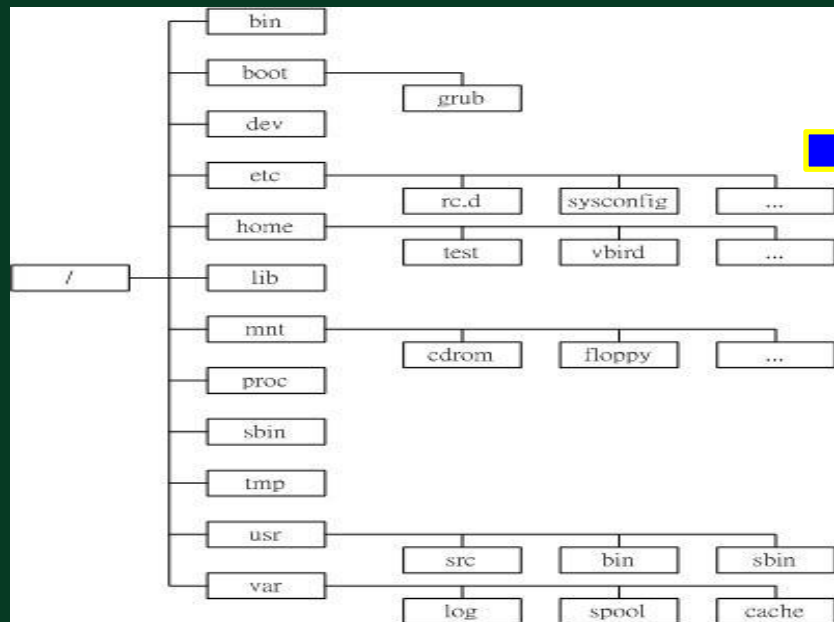 bin
boot
grub
dev
etc
rc.d sysconfig ...
home
test vbird ...
/ lib
mnt
cdrom floppy ...
proc
sbin
tmp
usr
src bin sbin
var
log spool cache